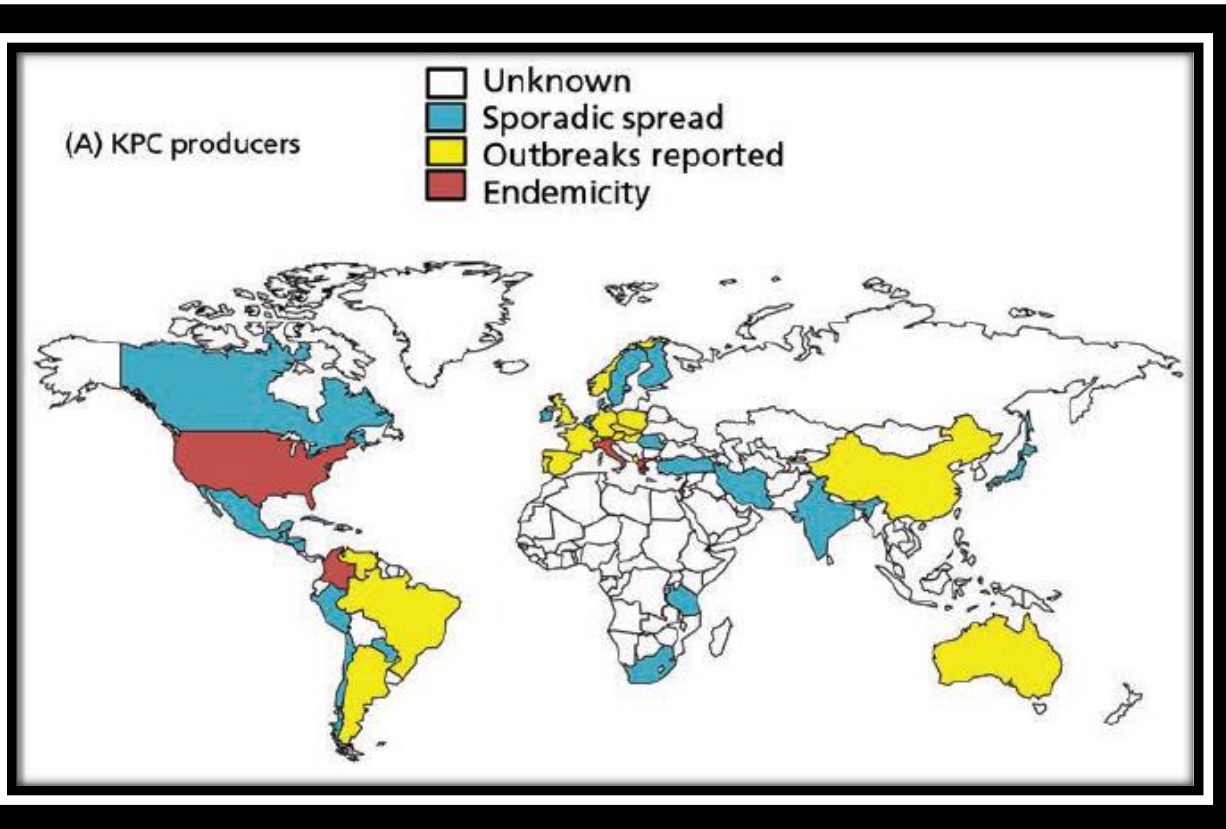 Unknown
Sporadic spread
(A) KPC producers
Outbreaks reported
Endemicity